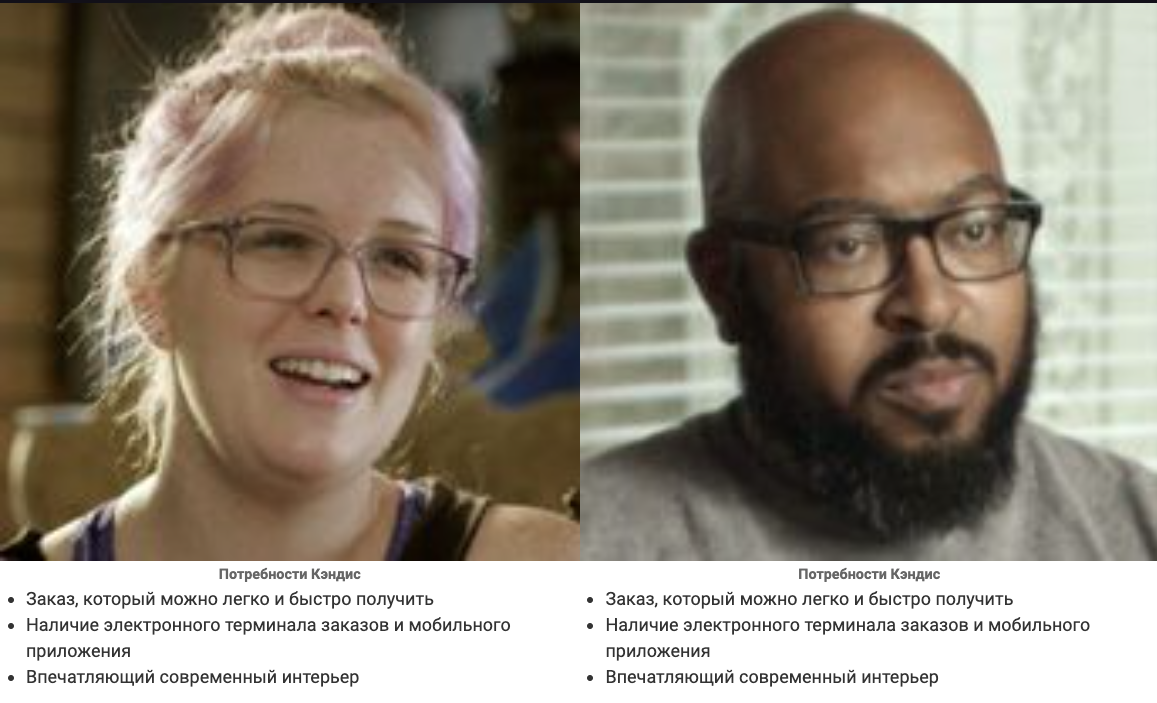 Потребности Кэндис
Заказ, который можно легко и быстро получить
Наличие электронного терминала заказов и мобильного
приложения
Впечатляющий современный интерьер
Потребности Кэндис
Заказ, который можно легко и быстро получить
Наличие электронного терминала заказов и мобильного
приложения
Впечатляющий современный интерьер